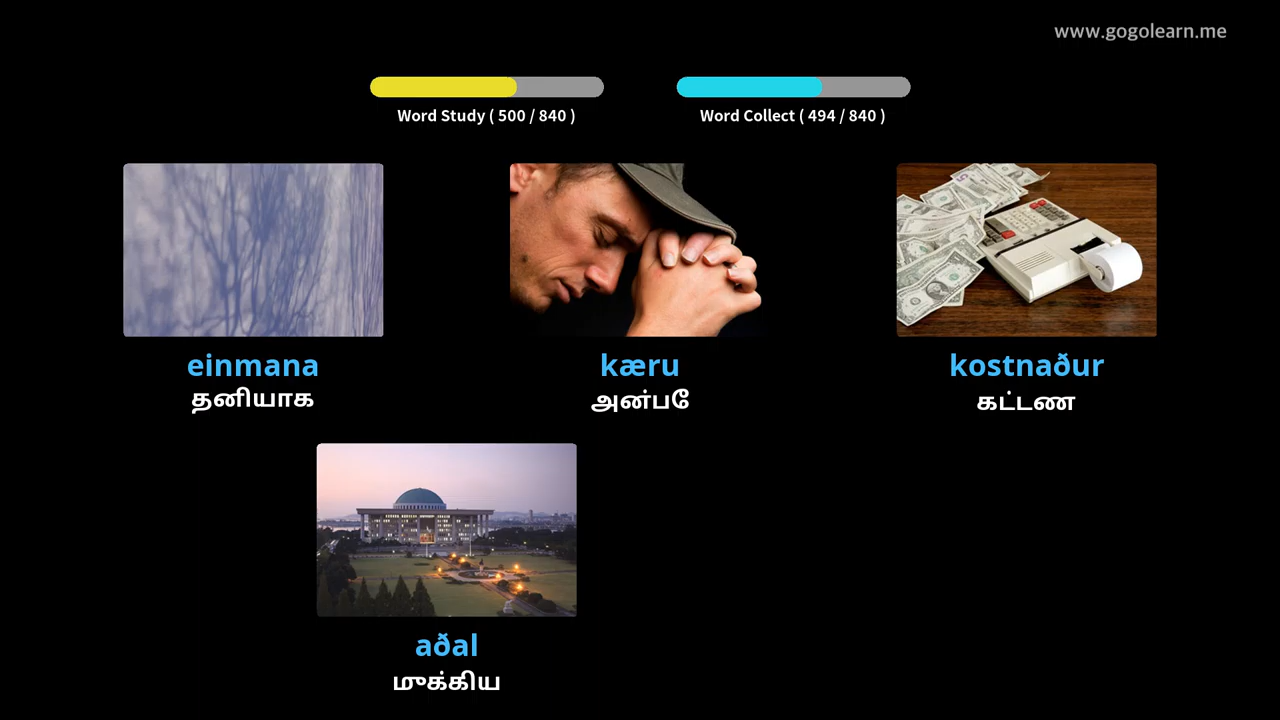 www.gogolearn.me
Word Study ( 500 / 840 )
Word Collect ( 494 / 840 )
einmana
தனியாக
kæru
அன்பே
kostnaður
கட்டண
aðal
முக்கிய